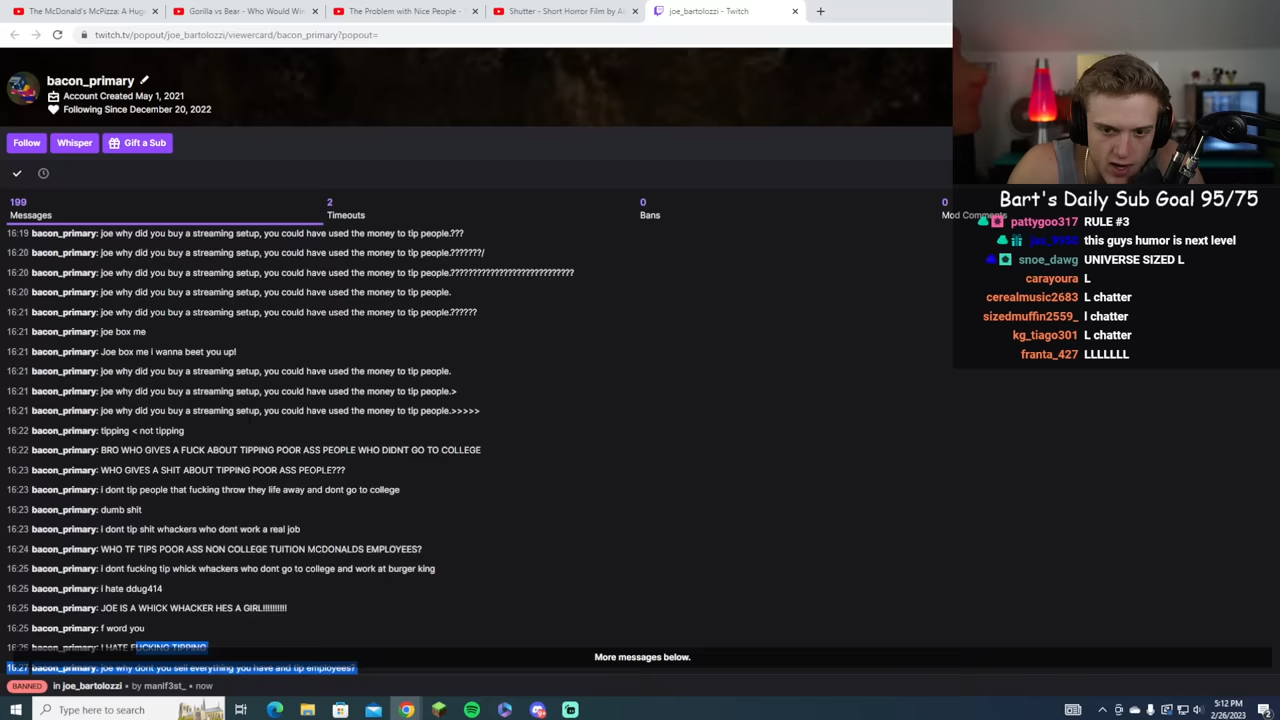 The McDonald's McPizza: A Hug
Gorilla vs Bear - Who Would Win
The Problem with Nice People -
Shutter - Short Horror Film by Al
joe_bartolozzi - Twitch
twitch.tv/popout/joe_bartolozzi/viewercard/bacon_primary?popout=
bacon_primary
Account Created May 1, 2021
Following Since December 20, 2022
Follow
Whisper
Gift a Sub
199
Messages
2
Timeouts
0
Bans
0
Mod Comments
16:19 bacon_primary: joe why did you buy a streaming setup, you could have used the money to tip people.???
16:20 bacon_primary: joe why did you buy a streaming setup, you could have used the money to tip people.???????/
16:20 bacon_primary: joe why did you buy a streaming setup, you could have used the money to tip people.???????????????????????????
16:20 bacon_primary: joe why did you buy a streaming setup, you could have used the money to tip people.
16:21 bacon_primary: joe why did you buy a streaming setup, you could have used the money to tip people.??????
16:21 bacon_primary: joe box me
16:21 bacon_primary: Joe box me i wanna beet you up!
16:21 bacon_primary: joe why did you buy a streaming setup, you could have used the money to tip people.
16:21 bacon_primary: joe why did you buy a streaming setup, you could have used the money to tip people.>
16:21 bacon_primary: joe why did you buy a streaming setup, you could have used the money to tip people.>>>>>
16:22 bacon_primary: tipping < not tipping
16:22 bacon_primary: BRO WHO GIVES A FUCK ABOUT TIPPING POOR ASS PEOPLE WHO DIDNT GO TO COLLEGE
16:23 bacon_primary: WHO GIVES A SHIT ABOUT TIPPING POOR ASS PEOPLE???
16:23 bacon_primary: i dont tip people that fucking throw they life away and dont go to college
16:23 bacon_primary: dumb shit
16:23 bacon_primary: i dont tip shit whackers who dont work a real job
16:24 bacon_primary: WHO TF TIPS POOR ASS NON COLLEGE TUITION MCDONALDS EMPLOYEES?
16:25 bacon_primary: i dont fucking tip whick whackers who dont go to college and work at burger king
16:25 bacon_primary: i hate ddug414
16:25 bacon_primary: JOE IS A WHICK WHACKER HES A GIRL!!!!!!!!!!
16:25 bacon_primary: f word you
bacon_primary: I HATE FUCKING TIPPING
More messages below.
16:27 bacon_primary: joe why dont you sell everything you have and tip employees?
BANNED in joe_bartolozzi • by manif3st_ • now
Bart's Daily Sub Goal 95/75
pattygoo317 RULE #3
this guys humor is next level
snoe_dawg UNIVERSE SIZED L
carayoura L
cerealmusic2683 L chatter
sizedmuffin2559_ l chatter
kg_tiago301 L chatter
franta_427 LLLLLLL
Type here to search
5:12 PM
2/26/2023